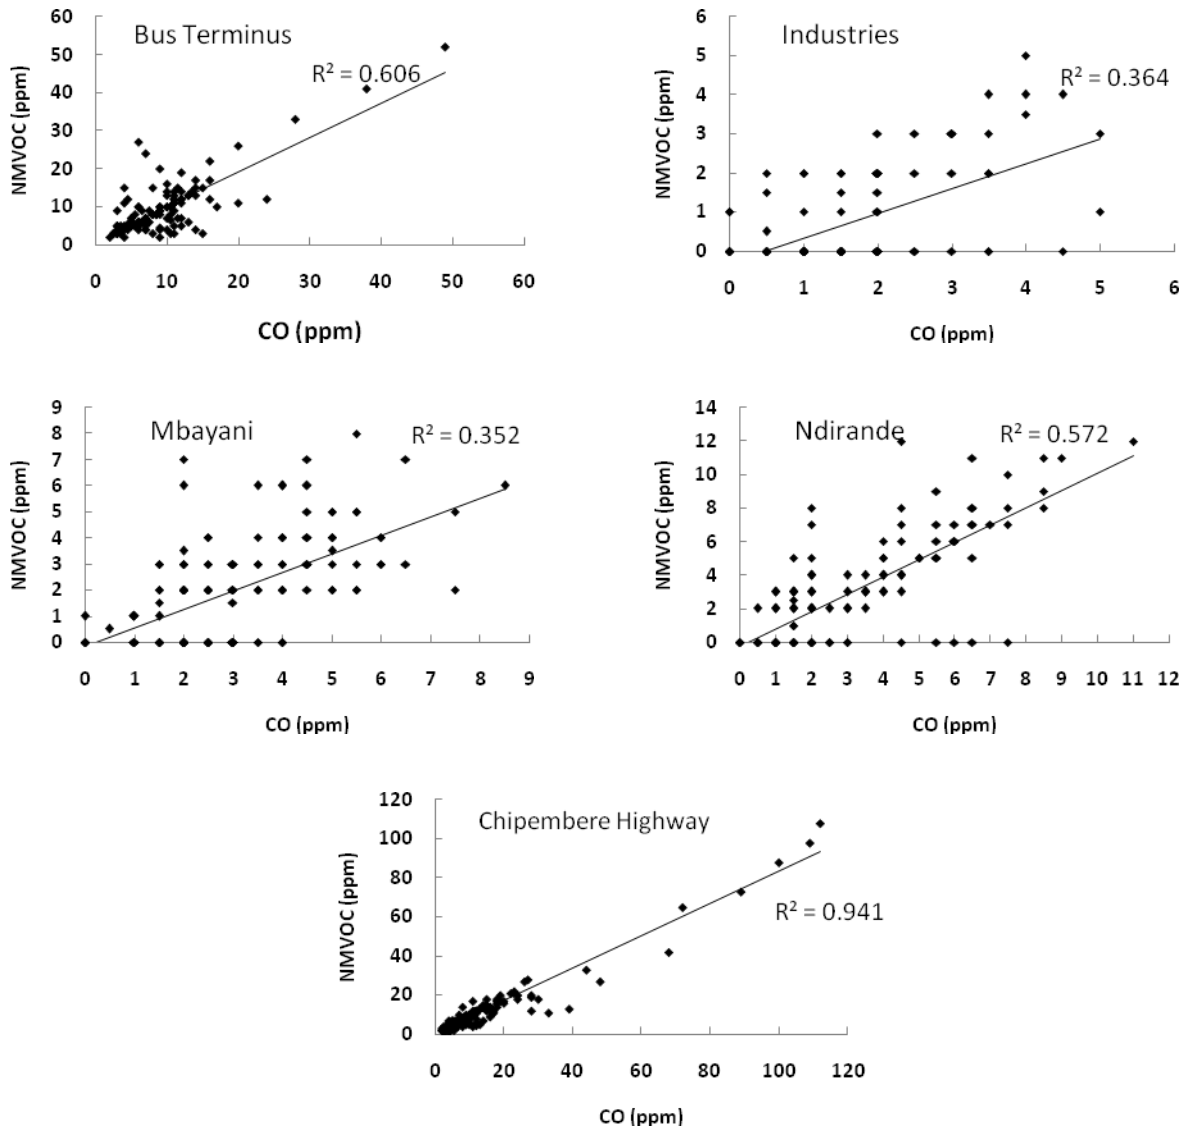 Bus Terminus
R² = 0.606
NMVOC (ppm)
60
50
40
30
20
10
0
0 10 20 30 40 50 60
CO (ppm)
Industries
R² = 0.364
NMVOC (ppm)
6
5
4
3
2
1
0
0 1 2 3 4 5 6
CO (ppm)
Mbayani
R² = 0.352
NMVOC (ppm)
9
8
7
6
5
4
3
2
1
0
0 1 2 3 4 5 6 7 8 9
CO (ppm)
Ndirande
R² = 0.572
NMVOC (ppm)
14
12
10
8
6
4
2
0
0 1 2 3 4 5 6 7 8 9 10 11 12
CO (ppm)
Chipembere Highway
R² = 0.941
NMVOC (ppm)
120
100
80
60
40
20
0
0 20 40 60 80 100 120
CO (ppm)